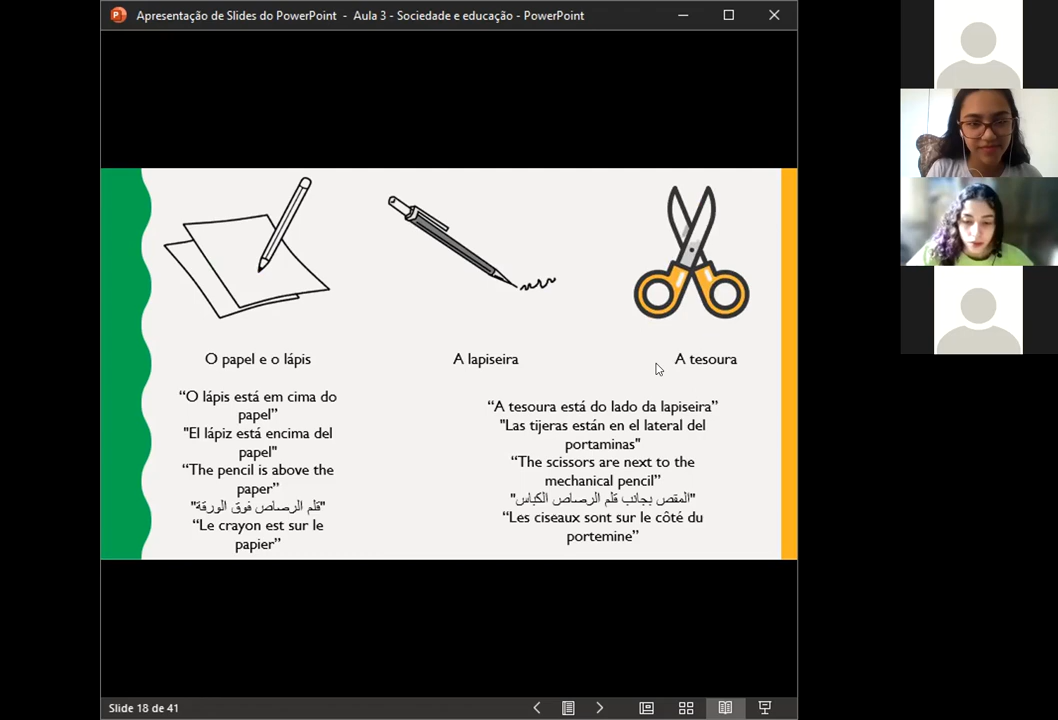 Apresentação de Slides do PowerPoint - Aula 3 - Sociedade e educação - PowerPoint
O papel e o lápis
A lapiseira
A tesoura
“O lápis está em cima do
papel”
"El lápiz está encima del
papel"
“The pencil is above the
paper”
"قلم الرصاص فوق الورقة"
“Le crayon est sur le
papier”
“A tesoura está do lado da lapiseira”
"Las tijeras están en el lateral del
portaminas"
“The scissors are next to the
mechanical pencil”
"المقص بجانب قلم الرصاص الكباس"
“Les ciseaux sont sur le côté du
portemine”
Slide 18 de 41